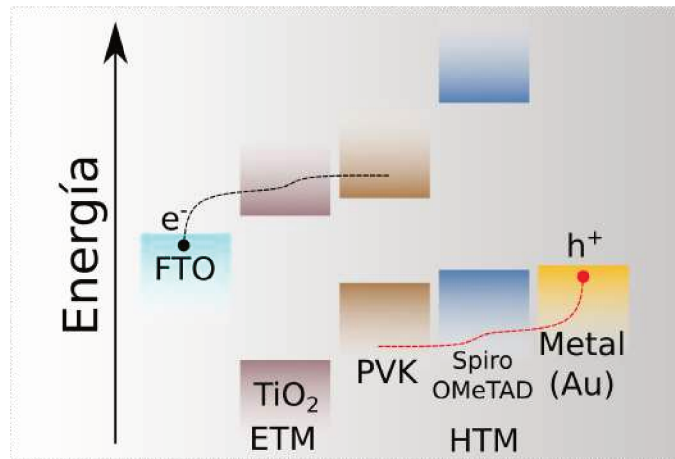 Energía
e-
FTO
TiO2
ETM
PVK
Spiro
OMeTAD
HTM
h+
Metal
(Au)